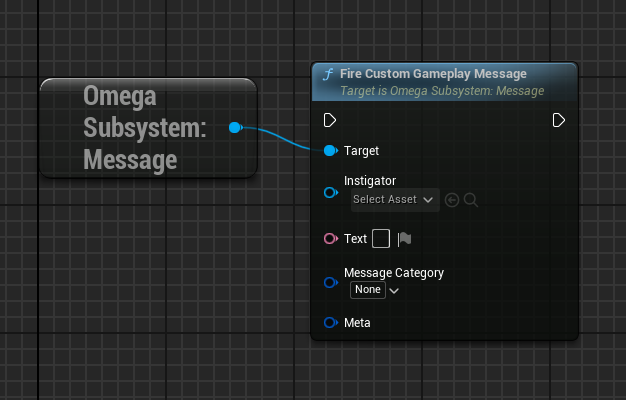 Omega
Subsystem:
Message
Fire Custom Gameplay Message
Target is Omega Subsystem: Message
Target
Instigator
Select Asset
Text
Message Category
None
Meta